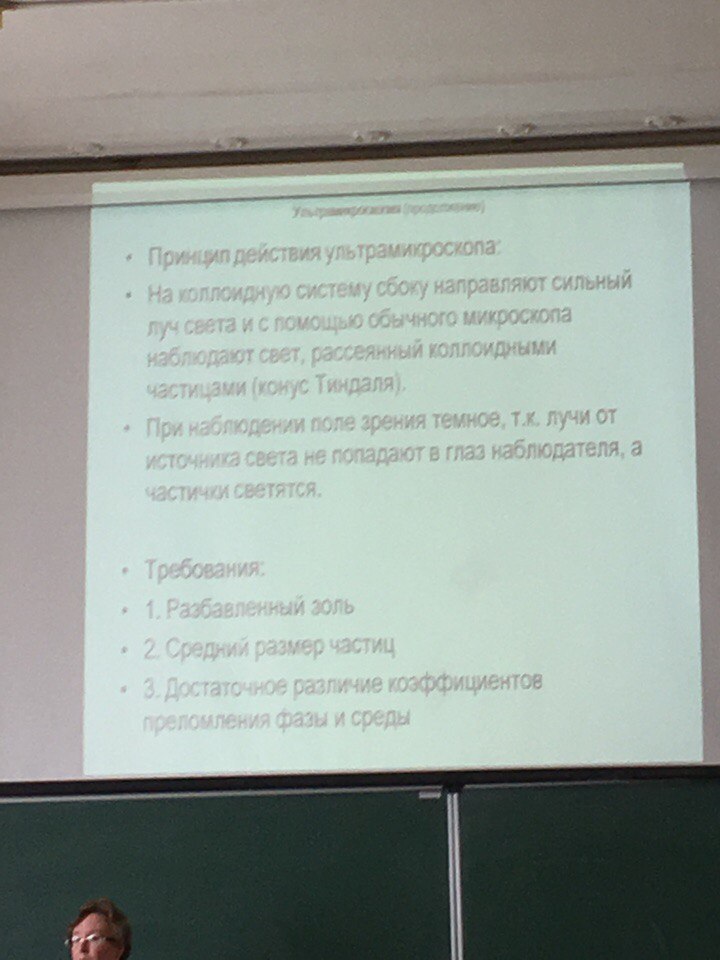 Ультрамикроскопия (продолжение)
• Принцип действия ультрамикроскопа:
• На коллоидную систему сбоку направляют сильный
луч света и с помощью обычного микроскопа
наблюдают свет, рассеянный коллоидными
частицами (конус Тиндаля).
• При наблюдении поле зрения темное, т.к. лучи от
источника света не попадают в глаз наблюдателя, а
частички светятся.
• Требования:
• 1. Разбавленный золь
• 2. Средний размер частиц
• 3. Достаточное различие коэффициентов
преломления фазы и среды